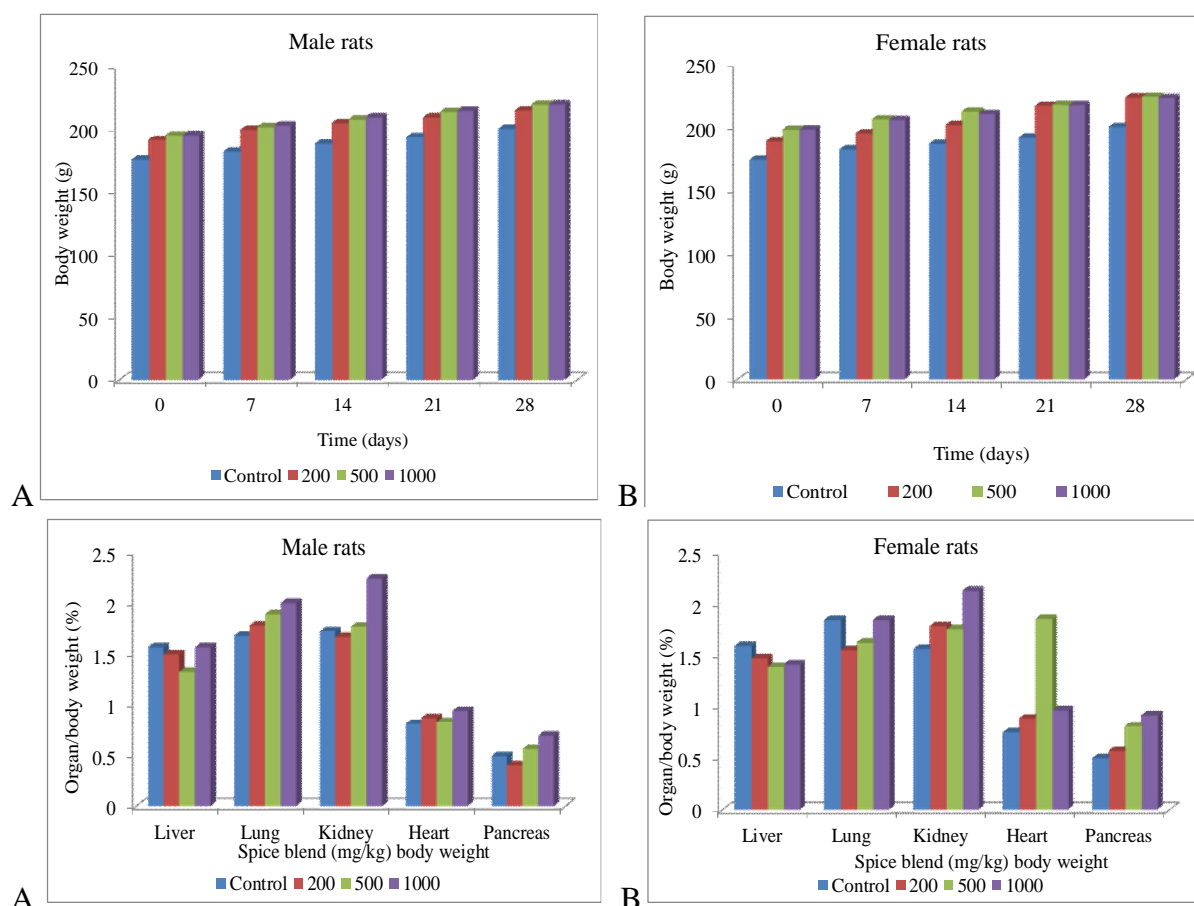 Male rats
Body weight (g)
250
200
150
100
50
0
0 7 14 21 28
Time (days)
Control 200 500 1000
A
Female rats
Body weight (g)
250
200
150
100
50
0
0 7 14 21 28
Time (days)
Control 200 500 1000
B
Male rats
Organ/body weight (%)
2.5
2
1.5
1
0.5
0
Liver Lung Kidney Heart Pancreas
Spice blend (mg/kg) body weight
Control 200 500 1000
A
Female rats
Organ/body weight (%)
2.5
2
1.5
1
0.5
0
Liver Lung Kidney Heart Pancreas
Spice blend (mg/kg) body weight
Control 200 500 1000
B